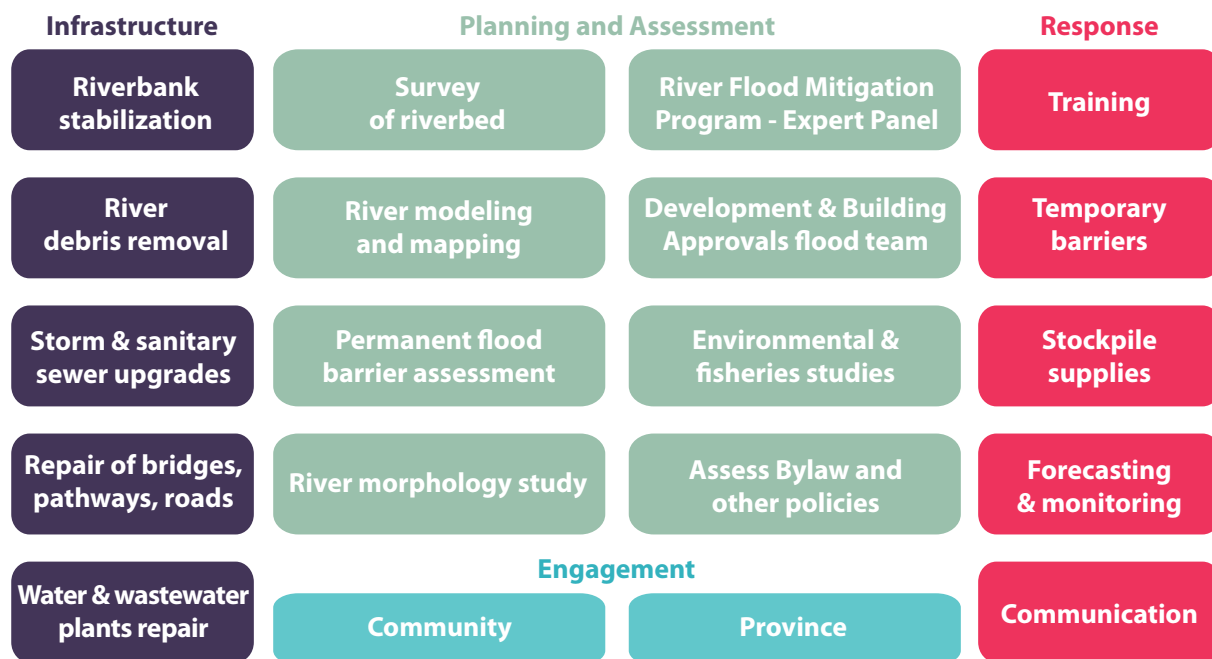 Infrastructure
Riverbank
stabilization
River
debris removal
Storm & sanitary
sewer upgrades
Repair of bridges,
pathways, roads
Water & wastewater
plants repair
Planning and Assessment
Survey
of riverbed
River modeling
and mapping
Permanent flood
barrier assessment
River morphology study
River Flood Mitigation
Program - Expert Panel
Development & Building
Approvals flood team
Environmental &
fisheries studies
Assess Bylaw and
other policies
Engagement
Community
Province
Response
Training
Temporary
barriers
Stockpile
supplies
Forecasting
& monitoring
Communication